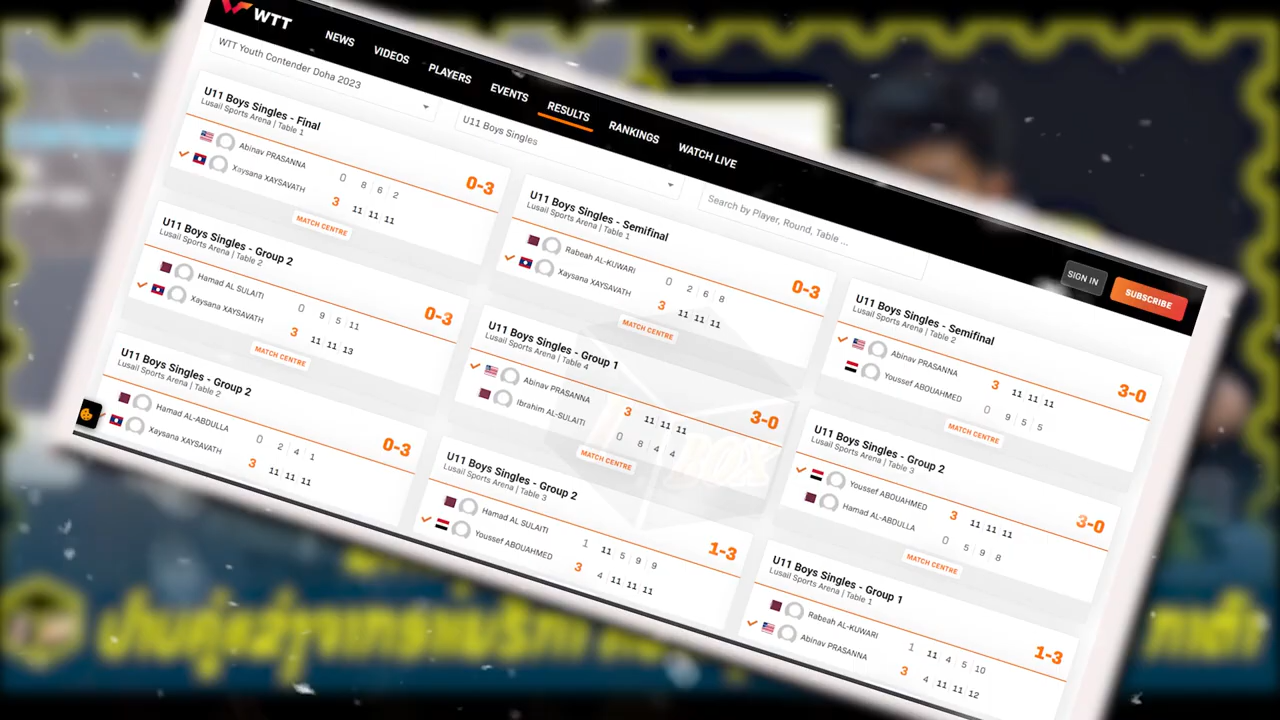 WTT
NEWS
VIDEOS
PLAYERS
EVENTS
RESULTS
RANKINGS
WATCH LIVE
SIGN IN
SUBSCRIBE
WTT Youth Contender Doha 2023
U11 Boys Singles
Search by Player, Round, Table ...
U11 Boys Singles - Final
Lusail Sports Arena | Table 1
Abinav PRASANNA 0 8 6 2
0-3
Xaysana XAYSAVATH 3 11 11 11
MATCH CENTRE
U11 Boys Singles - Semifinal
Lusail Sports Arena | Table 1
Rabeah AL-KUWARI 0 2 6 8
0-3
Xaysana XAYSAVATH 3 11 11 11
MATCH CENTRE
U11 Boys Singles - Semifinal
Lusail Sports Arena | Table 2
Abinav PRASANNA 3 11 11 11
3-0
Youssef ABOUAHMED 0 9 5 5
MATCH CENTRE
U11 Boys Singles - Group 2
Lusail Sports Arena | Table 2
Hamad AL SULAITI 0 9 5 11
0-3
Xaysana XAYSAVATH 3 11 11 13
MATCH CENTRE
U11 Boys Singles - Group 1
Lusail Sports Arena | Table 4
Abinav PRASANNA 3 11 11 11
3-0
Ibrahim AL-SULAITI 0 8 4 4
MATCH CENTRE
U11 Boys Singles - Group 2
Lusail Sports Arena | Table 3
Youssef ABOUAHMED 3 11 11 11
3-0
Hamad AL-ABDULLA 0 5 9 8
MATCH CENTRE
U11 Boys Singles - Group 2
Lusail Sports Arena | Table 2
Hamad AL-ABDULLA 0 2 4 1
0-3
Xaysana XAYSAVATH 3 11 11 11
U11 Boys Singles - Group 2
Lusail Sports Arena | Table 3
Hamad AL SULAITI 1 11 5 9 9
1-3
Youssef ABOUAHMED 3 4 11 11 11
U11 Boys Singles - Group 1
Lusail Sports Arena | Table 1
Rabeah AL-KUWARI 1 11 4 5 10
1-3
Abinav PRASANNA 3 4 11 11 12
BOX